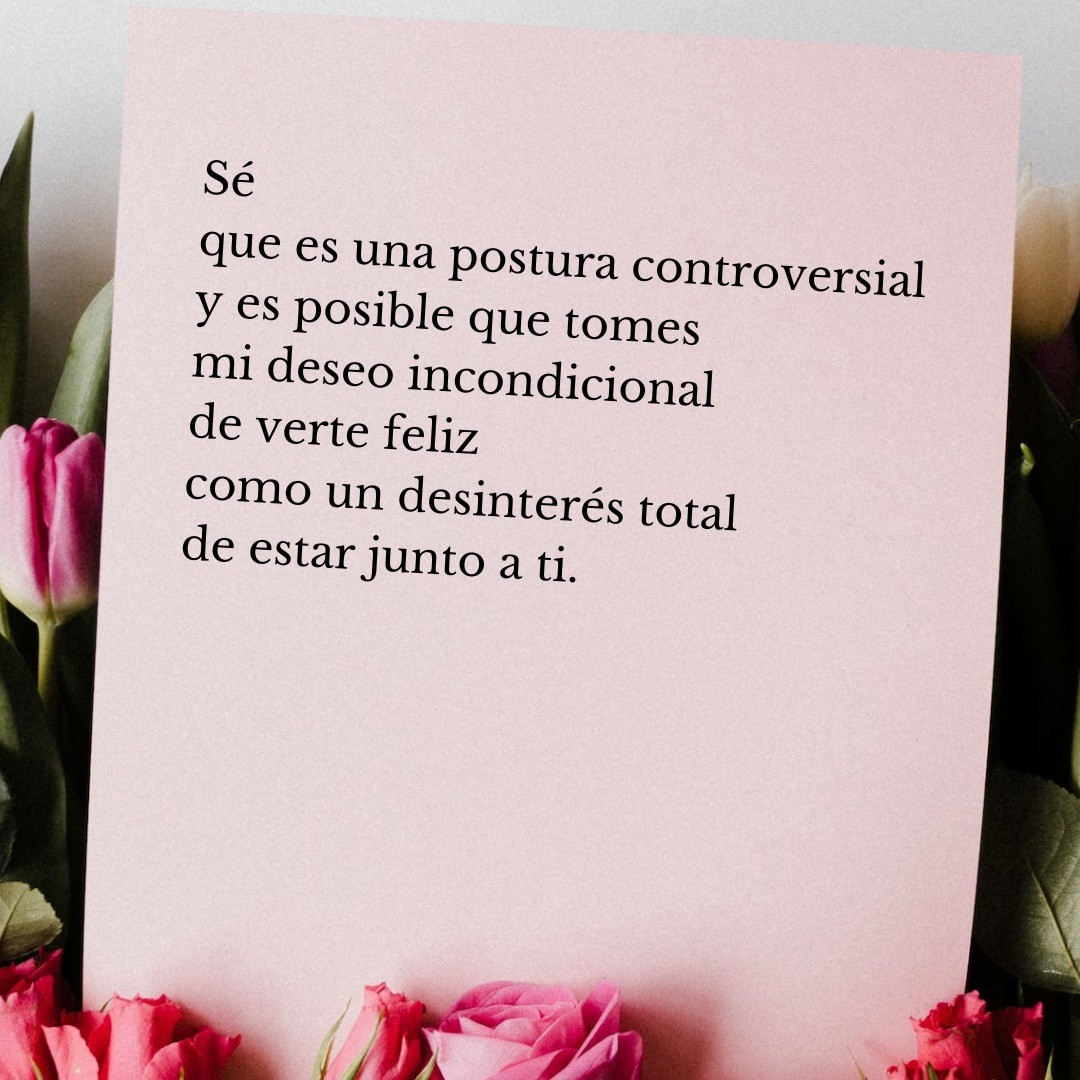 Sé
que es una postura controversial
y es posible que tomes
mi deseo incondicional
de verte feliz
como un desinterés total
de estar junto a ti.